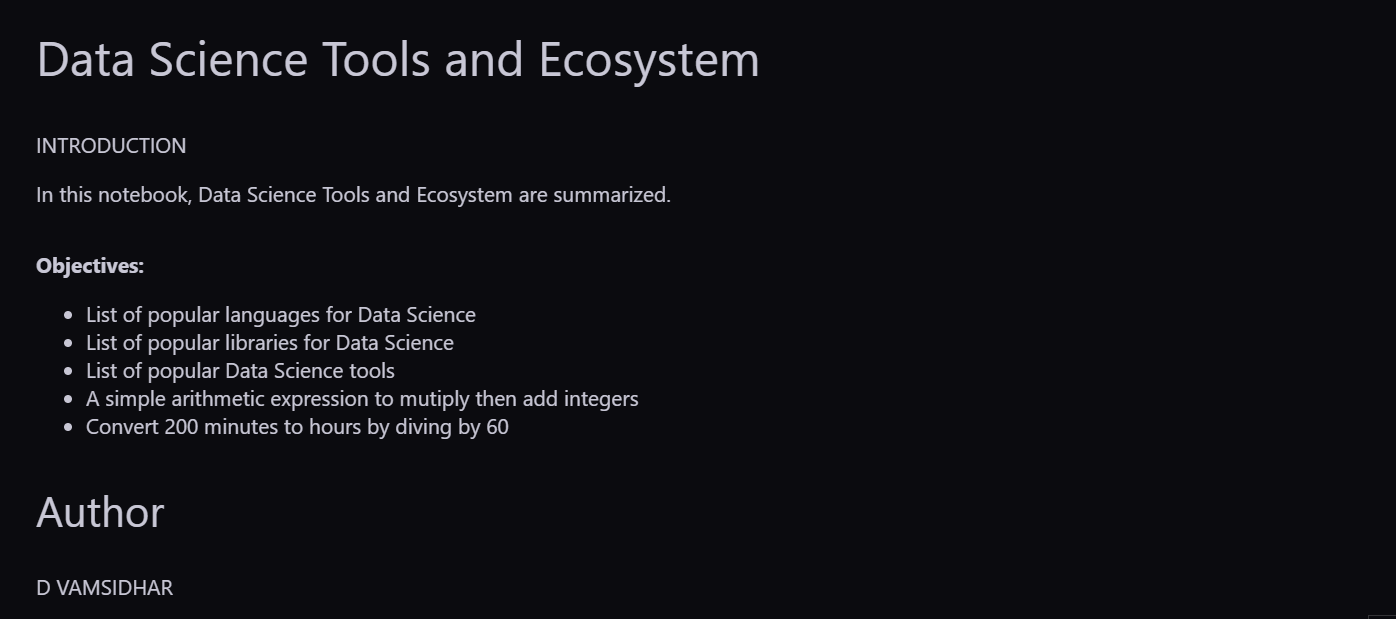 Data Science Tools and Ecosystem
INTRODUCTION
In this notebook, Data Science Tools and Ecosystem are summarized.
Objectives:
• List of popular languages for Data Science
• List of popular libraries for Data Science
• List of popular Data Science tools
• A simple arithmetic expression to mutiply then add integers
• Convert 200 minutes to hours by diving by 60
Author
D VAMSIDHAR